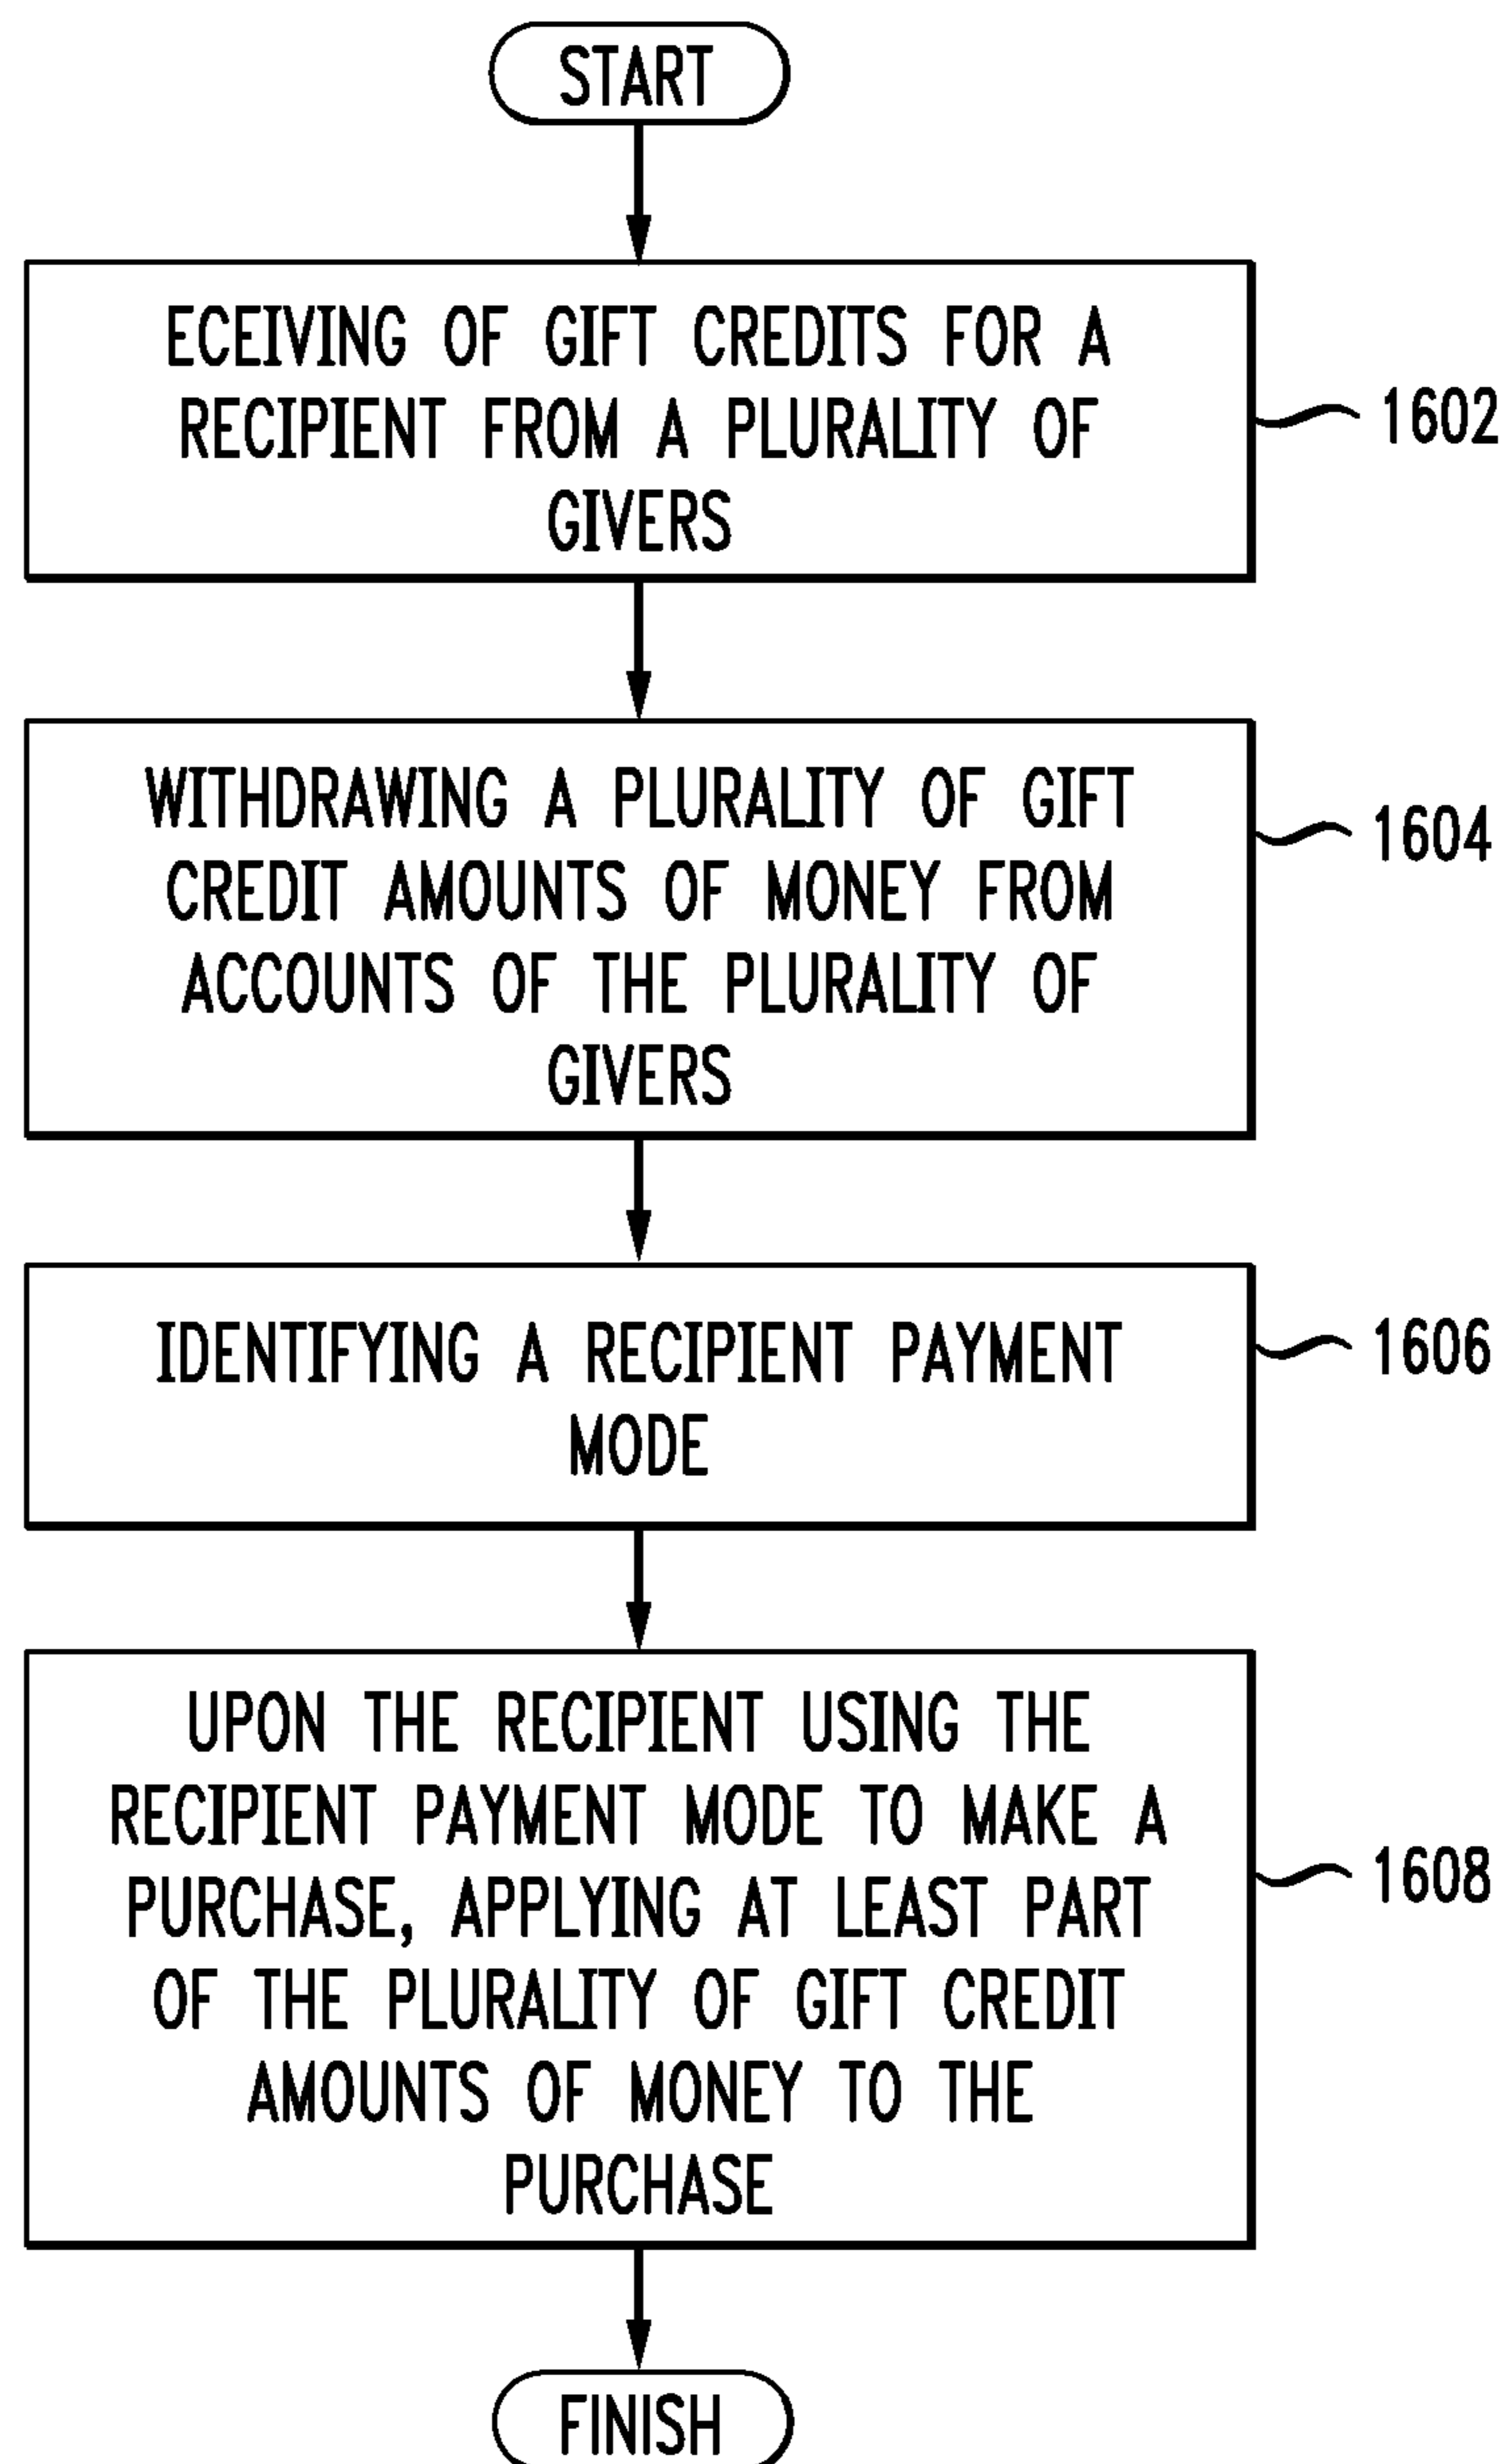 START
ECEIVING OF GIFT CREDITS FOR A
RECIPIENT FROM A PLURALITY OF
GIVERS
1602
WITHDRAWING A PLURALITY OF GIFT
CREDIT AMOUNTS OF MONEY FROM
ACCOUNTS OF THE PLURALITY OF
GIVERS
1604
IDENTIFYING A RECIPIENT PAYMENT
MODE
1606
UPON THE RECIPIENT USING THE
RECIPIENT PAYMENT MODE TO MAKE A
PURCHASE, APPLYING AT LEAST PART
OF THE PLURALITY OF GIFT CREDIT
AMOUNTS OF MONEY TO THE
PURCHASE
1608
FINISH